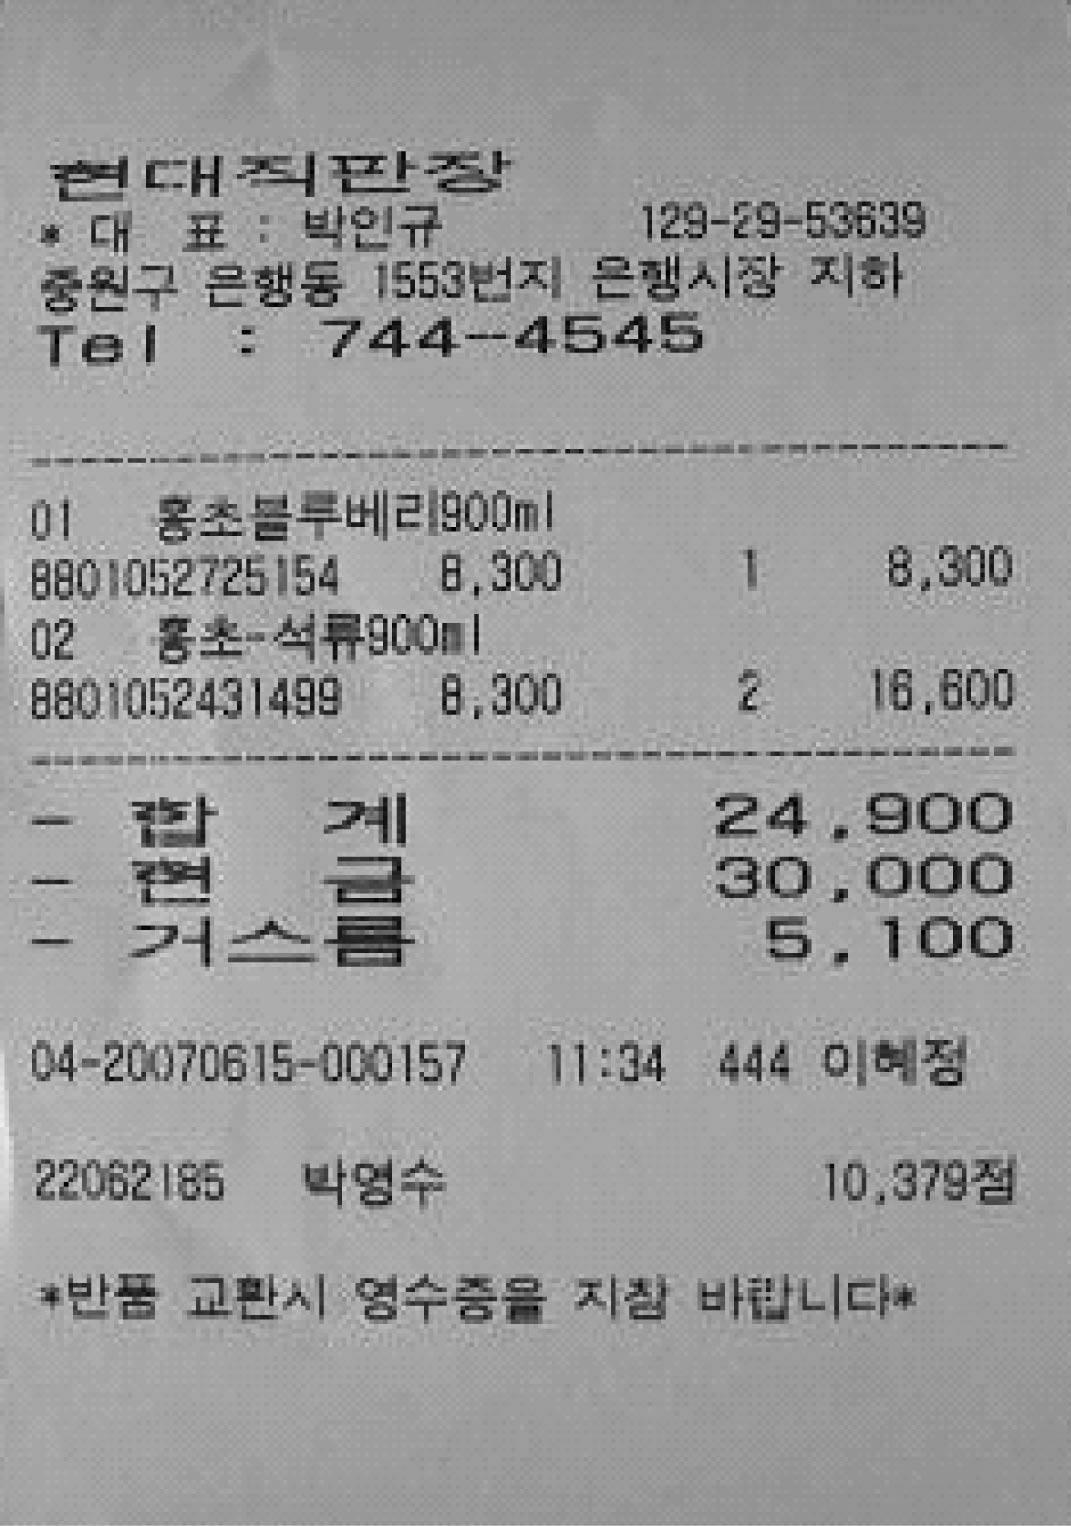 현대직판장
* 대 표 : 박인규 129-29-53639
중원구 은행동 1553번지 은행시장 지하
Tel : 744-4545
01 홍초블루베리900ml
8801052725154 8,300 1 8,300
02 홍초-석류900ml
8801052431499 8,300 2 16,600
- 합 계 24,900
- 현 금 30,000
- 거스름 5,100
04-20070615-000157 11:34 444 이혜정
22062185 박영수 10,379점
*반품 교환시 영수증을 지참 바랍니다*